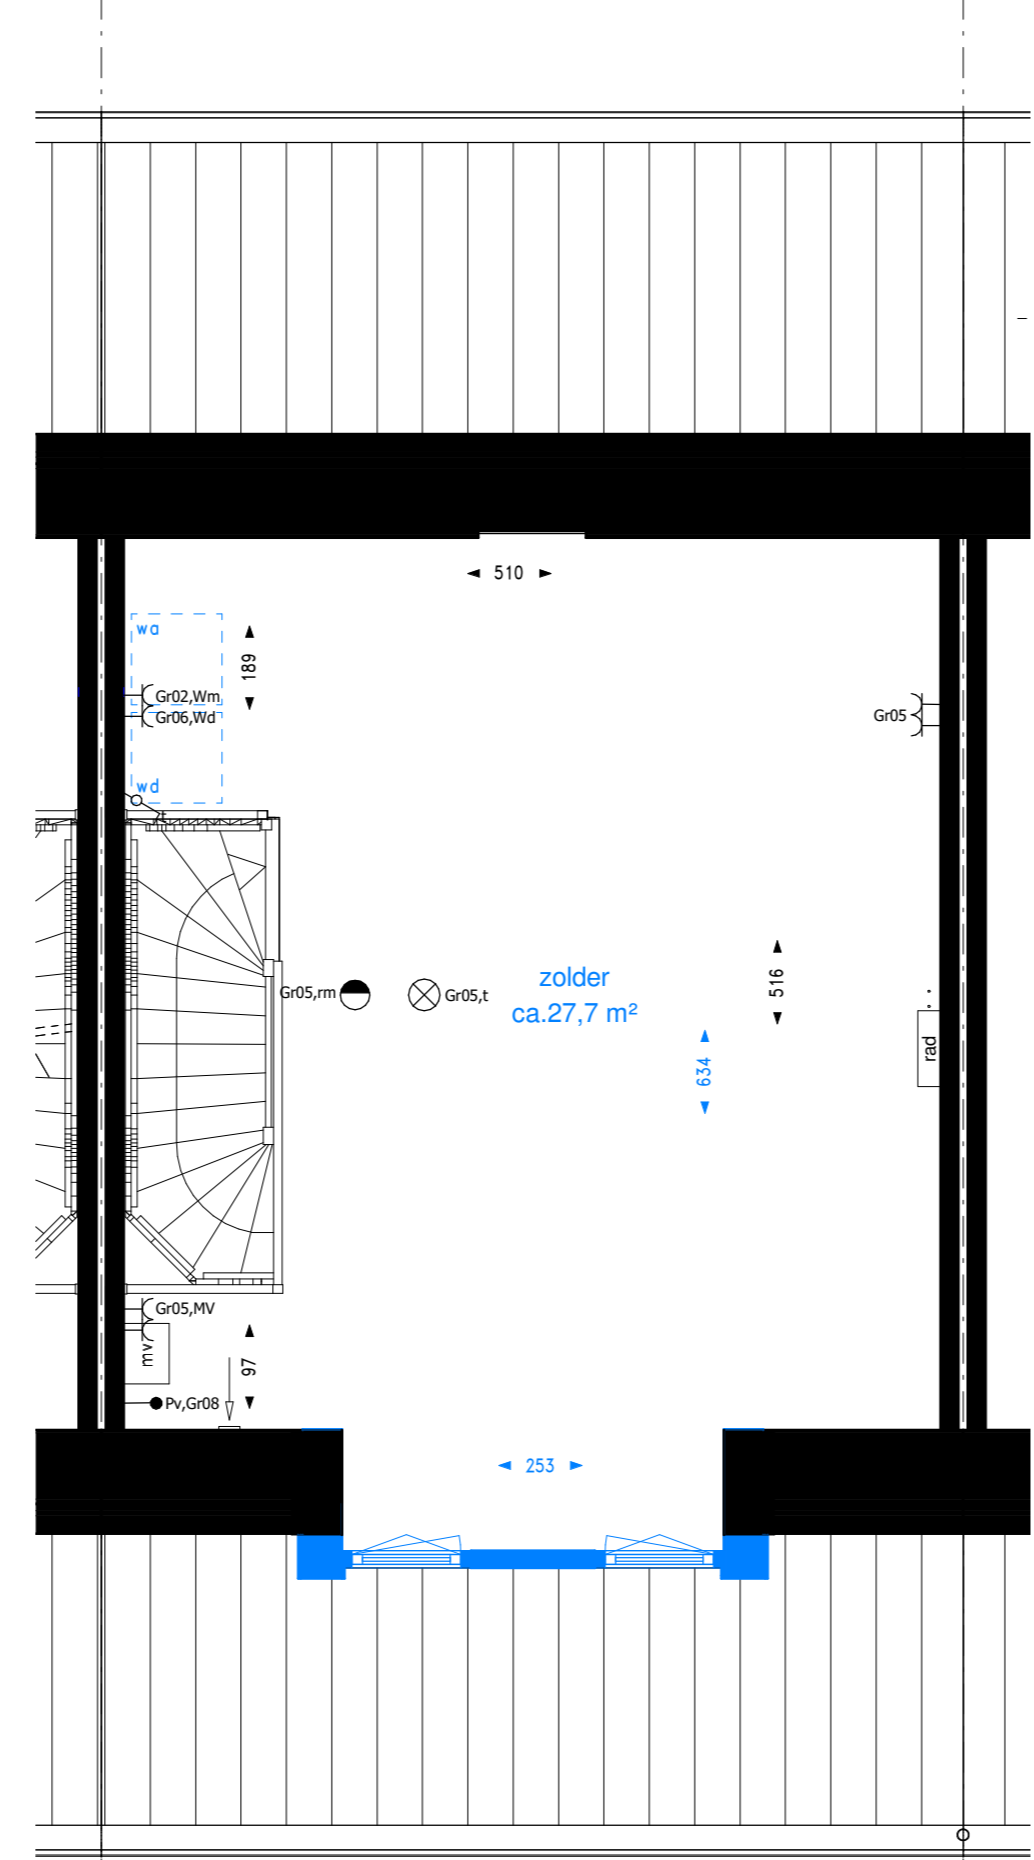 510
wa
189
Gr02,Wm
Gr06,Wd
Gr05
wd
t
zolder
ca.27,7 m²
516
Gr05,rm
Gr05,t
rad
634
Gr05,MV
mv
97
Pv,Gr08
253